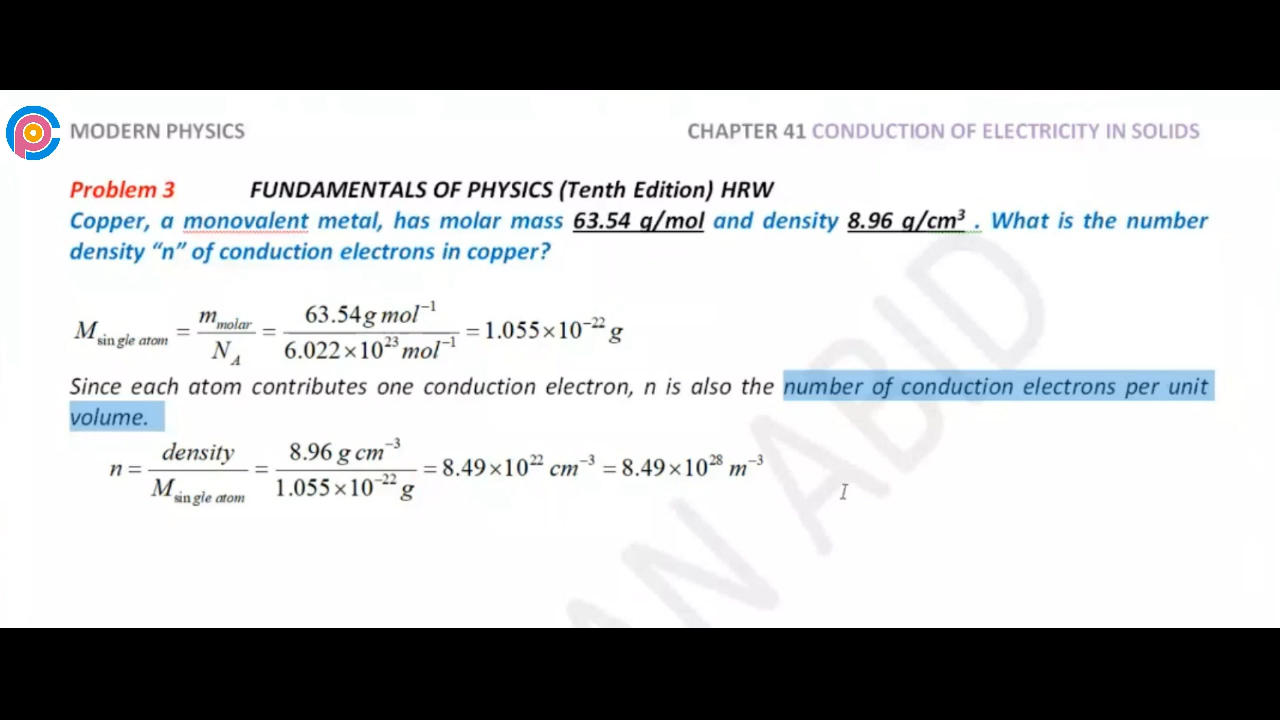 MODERN PHYSICS CHAPTER 41 CONDUCTION OF ELECTRICITY IN SOLIDS
Problem 3 FUNDAMENTALS OF PHYSICS (Tenth Edition) HRW
Copper, a monovalent metal, has molar mass 63.54 g/mol and density 8.96 g/cm³ . What is the number
density “n” of conduction electrons in copper?
M_single atom = m_molar / N_A = 63.54 g mol⁻¹ / 6.022×10²³ mol⁻¹ = 1.055×10⁻²² g
Since each atom contributes one conduction electron, n is also the number of conduction electrons per unit
volume.
n = density / M_single atom = 8.96 g cm⁻³ / 1.055×10⁻²² g = 8.49×10²² cm⁻³ = 8.49×10²⁸ m⁻³
AN ABID